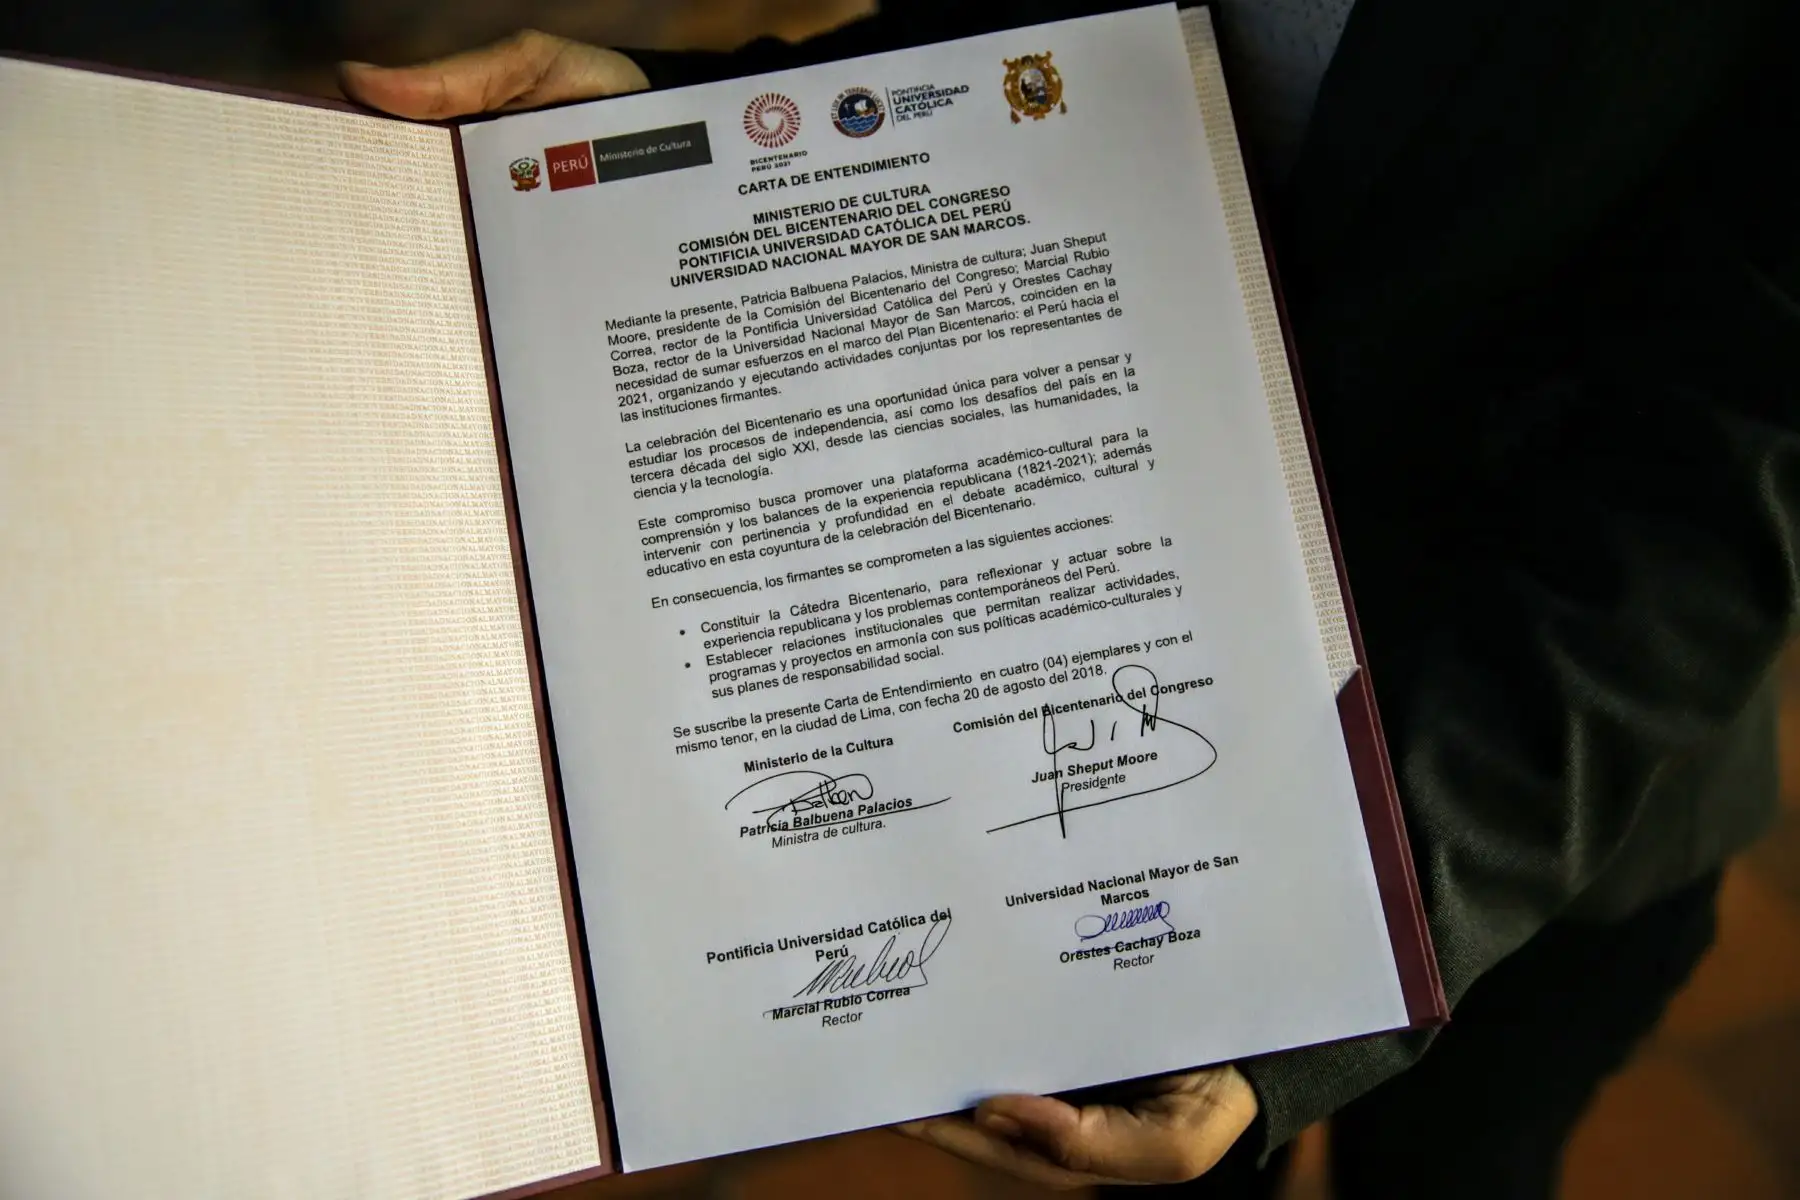 PERÚ
Ministerio de Cultura
BICENTENARIO
PERÚ 2021
PONTIFICIA
UNIVERSIDAD
CATÓLICA
DEL PERÚ
CARTA DE ENTENDIMIENTO
MINISTERIO DE CULTURA
COMISIÓN DEL BICENTENARIO DEL CONGRESO
PONTIFICIA UNIVERSIDAD CATÓLICA DEL PERÚ
UNIVERSIDAD NACIONAL MAYOR DE SAN MARCOS.
Mediante la presente, Patricia Balbuena Palacios, Ministra de cultura; Juan Sheput
Moore, presidente de la Comisión del Bicentenario del Congreso; Marcial Rubio
Correa, rector de la Pontificia Universidad Católica del Perú y Orestes Cachay
Boza, rector de la Universidad Nacional Mayor de San Marcos, coinciden en la
necesidad de sumar esfuerzos en el marco del Plan Bicentenario: el Perú hacia el
2021, organizando y ejecutando actividades conjuntas por los representantes de
las instituciones firmantes.
La celebración del Bicentenario es una oportunidad única para volver a pensar y
estudiar los procesos de independencia, así como los desafíos del país en la
tercera década del siglo XXI, desde las ciencias sociales, las humanidades, la
ciencia y la tecnología.
Este compromiso busca promover una plataforma académico-cultural para la
comprensión y los balances de la experiencia republicana (1821-2021); además
intervenir con pertinencia y profundidad en el debate académico, cultural y
educativo en esta coyuntura de la celebración del Bicentenario.
En consecuencia, los firmantes se comprometen a las siguientes acciones:
• Constituir la Cátedra Bicentenario, para reflexionar y actuar sobre la
experiencia republicana y los problemas contemporáneos del Perú.
• Establecer relaciones institucionales que permitan realizar actividades,
programas y proyectos en armonía con sus políticas académico-culturales y
sus planes de responsabilidad social.
Se suscribe la presente Carta de Entendimiento en cuatro (04) ejemplares y con el
mismo tenor, en la ciudad de Lima, con fecha 20 de agosto del 2018.
Ministerio de la Cultura
Patricia Balbuena Palacios
Ministra de cultura.
Comisión del Bicentenario del Congreso
Juan Sheput Moore
Presidente
Pontificia Universidad Católica del
Perú
Marcial Rubio Correa
Rector
Universidad Nacional Mayor de San
Marcos
Orestes Cachay Boza
Rector